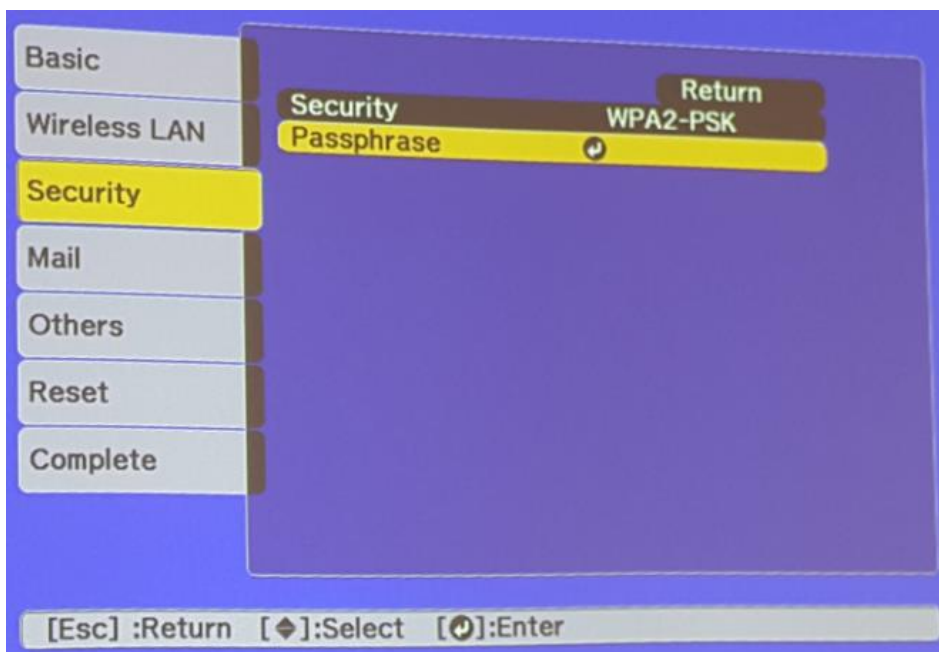 Basic
Wireless LAN
Security
Mail
Others
Reset
Complete
Return
Security WPA2-PSK
Passphrase
[Esc] :Return [◆]:Select [↵]:Enter